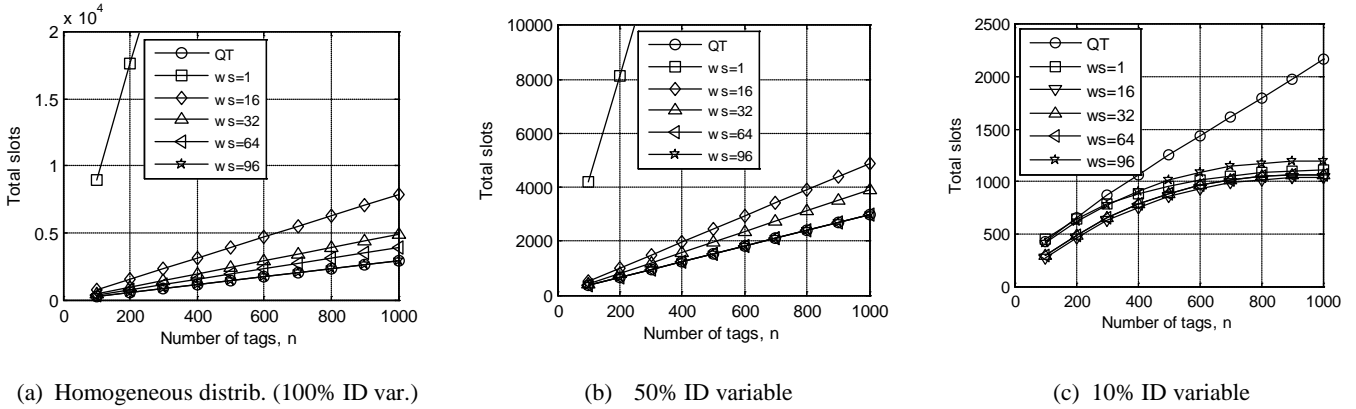 x 10^4
2
1.5
1
0.5
0
0 200 400 600 800 1000
Total slots
Number of tags, n
QT
ws=1
ws=16
ws=32
ws=64
ws=96
(a) Homogeneous distrib. (100% ID var.)
10000
8000
6000
4000
2000
0
0 200 400 600 800 1000
Total slots
Number of tags, n
QT
ws=1
ws=16
ws=32
ws=64
ws=96
(b) 50% ID variable
2500
2000
1500
1000
500
0
0 200 400 600 800 1000
Total slots
Number of tags, n
QT
ws=1
ws=16
ws=32
ws=64
ws=96
(c) 10% ID variable